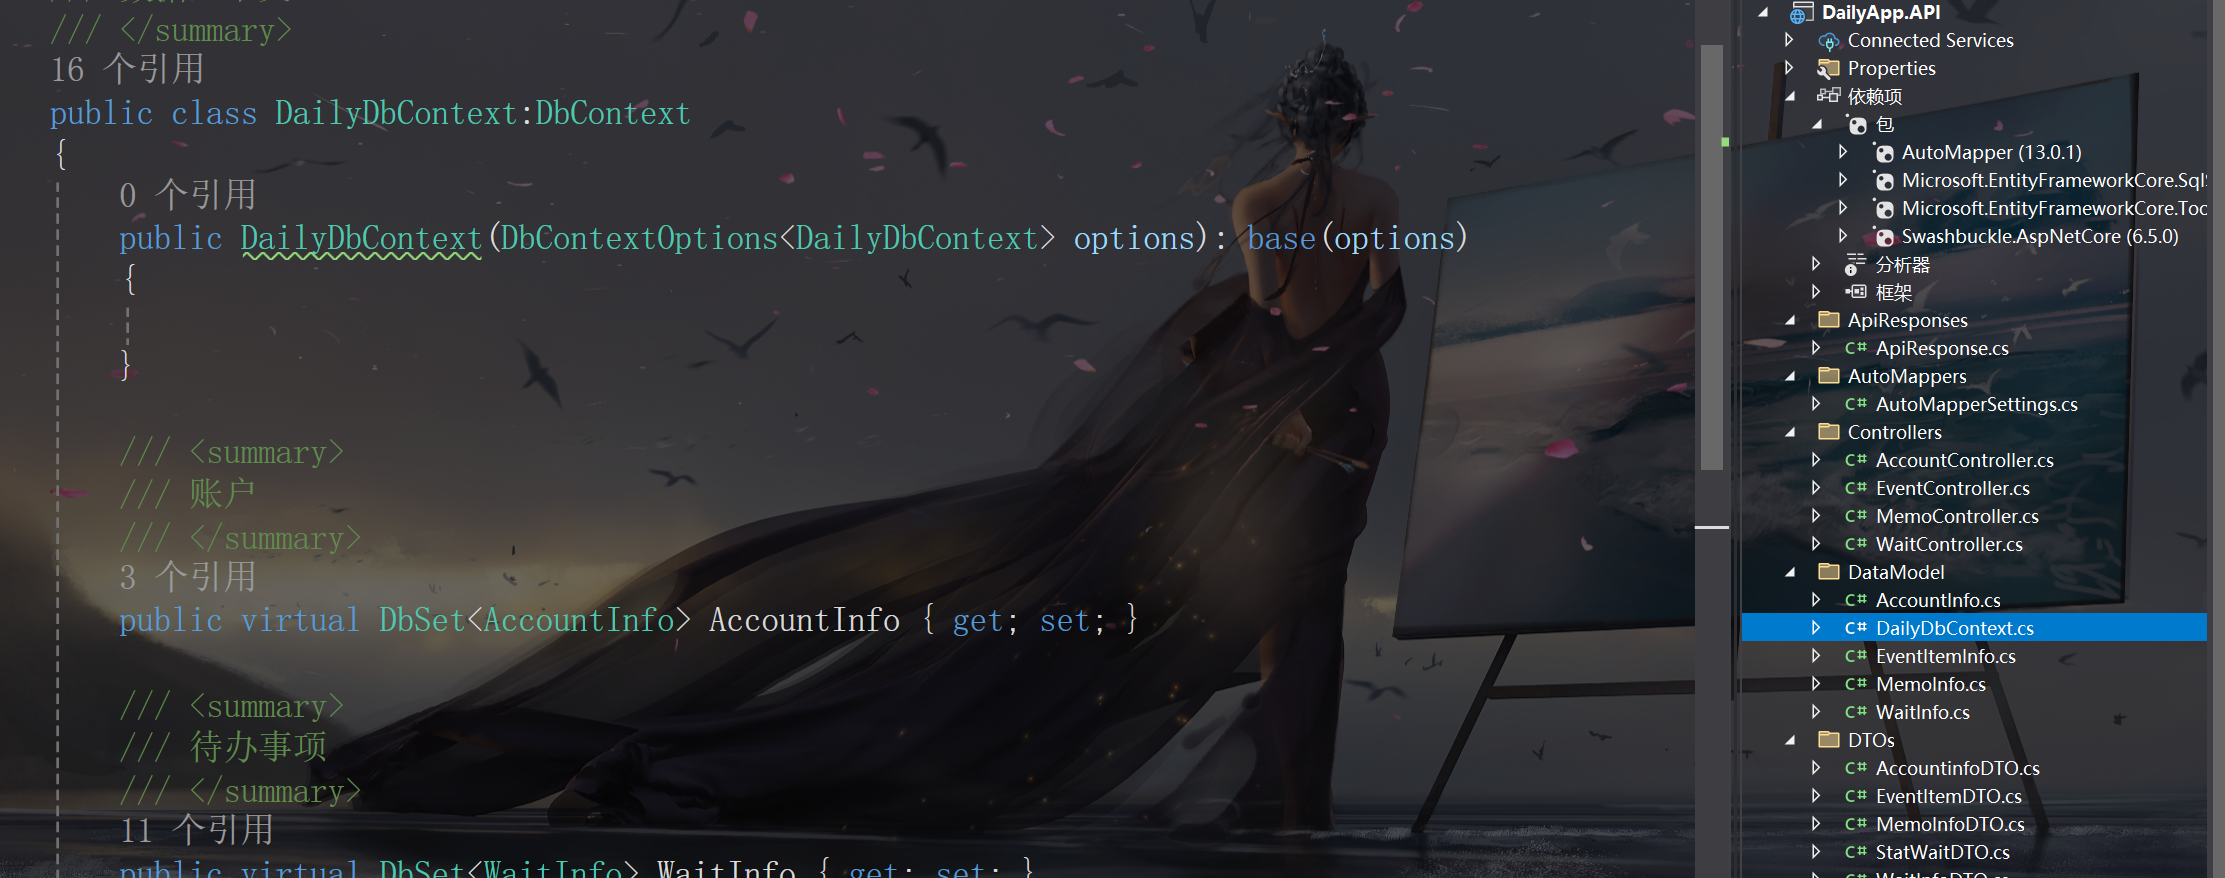 /// </summary>
16 个引用
public class DailyDbContext:DbContext
{
0 个引用
public DailyDbContext(DbContextOptions<DailyDbContext> options): base(options)
{
}
/// <summary>
/// 账户
/// </summary>
3 个引用
public virtual DbSet<AccountInfo> AccountInfo { get; set; }
/// <summary>
/// 待办事项
/// </summary>
11 个引用
public virtual DbSet<WaitInfo> WaitInfo { get; set; }
DailyApp.API
Connected Services
Properties
依赖项
包
AutoMapper (13.0.1)
Microsoft.EntityFrameworkCore.Sql
Microsoft.EntityFrameworkCore.Too
Swashbuckle.AspNetCore (6.5.0)
分析器
框架
ApiResponses
C# ApiResponse.cs
AutoMappers
C# AutoMapperSettings.cs
Controllers
C# AccountController.cs
C# EventController.cs
C# MemoController.cs
C# WaitController.cs
DataModel
C# AccountInfo.cs
C# DailyDbContext.cs
C# EventItemInfo.cs
C# MemoInfo.cs
C# WaitInfo.cs
DTOs
C# AccountinfoDTO.cs
C# EventItemDTO.cs
C# MemoInfoDTO.cs
C# StatWaitDTO.cs
C# WaitInfoDTO.cs